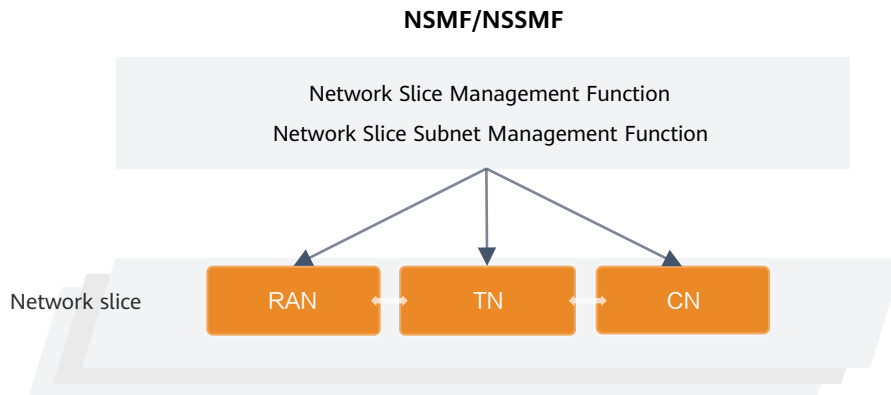 NSMF/NSSMF
Network Slice Management Function
Network Slice Subnet Management Function
Network slice
RAN
TN
CN